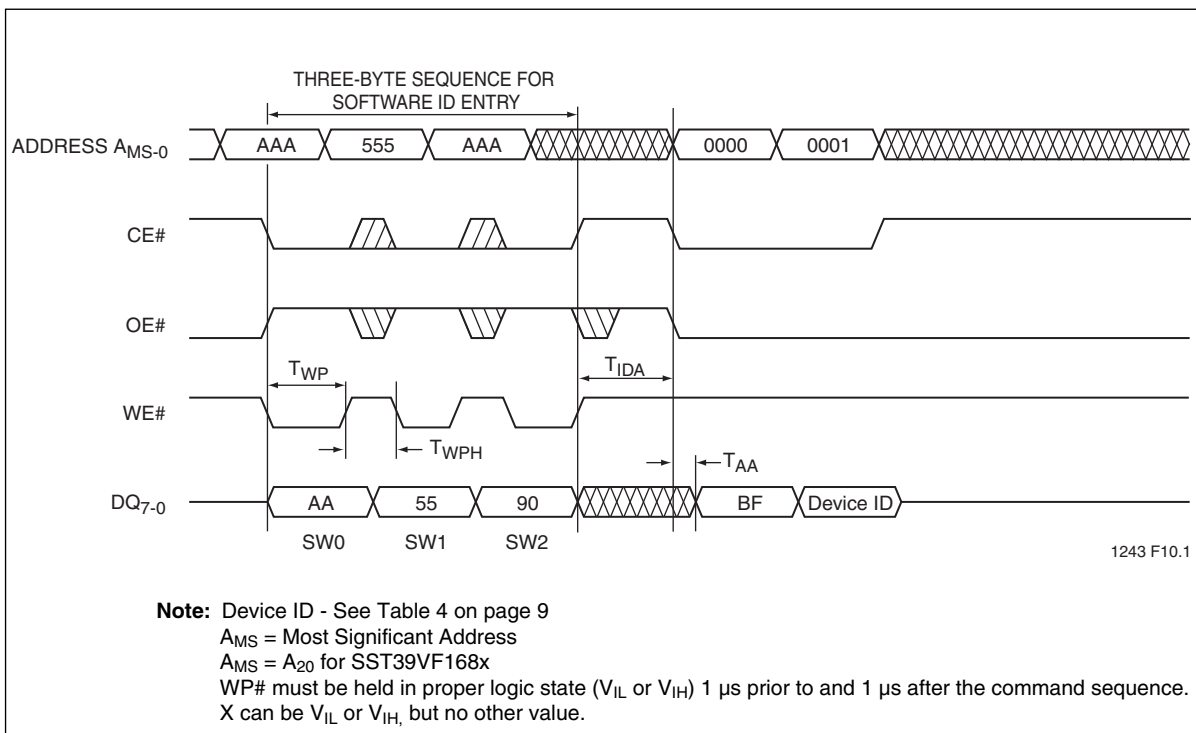 THREE-BYTE SEQUENCE FOR
SOFTWARE ID ENTRY
ADDRESS AMS-0
AAA 555 AAA 0000 0001
CE#
OE#
TWP TIDA
WE#
TWPH TAA
DQ7-0
AA 55 90 BF Device ID
SW0 SW1 SW2
1243 F10.1
Note: Device ID - See Table 4 on page 9
AMS = Most Significant Address
AMS = A20 for SST39VF168x
WP# must be held in proper logic state (VIL or VIH) 1 µs prior to and 1 µs after the command sequence.
X can be VIL or VIH, but no other value.